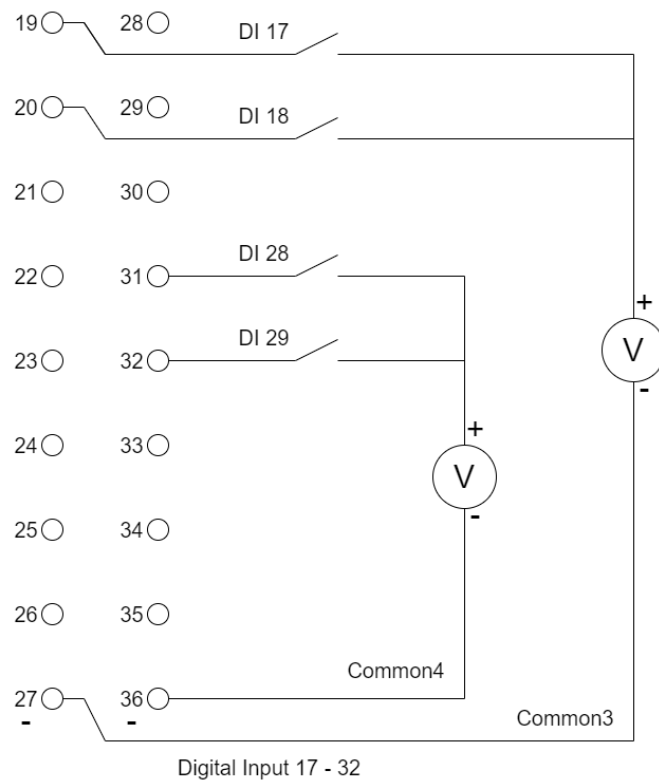 19 28 DI 17
20 29 DI 18
21 30
22 31 DI 28
+
23 32 DI 29
V
-
24 33 +
V
-
25 34
26 35
Common4
27 36
- - Common3
Digital Input 17 - 32